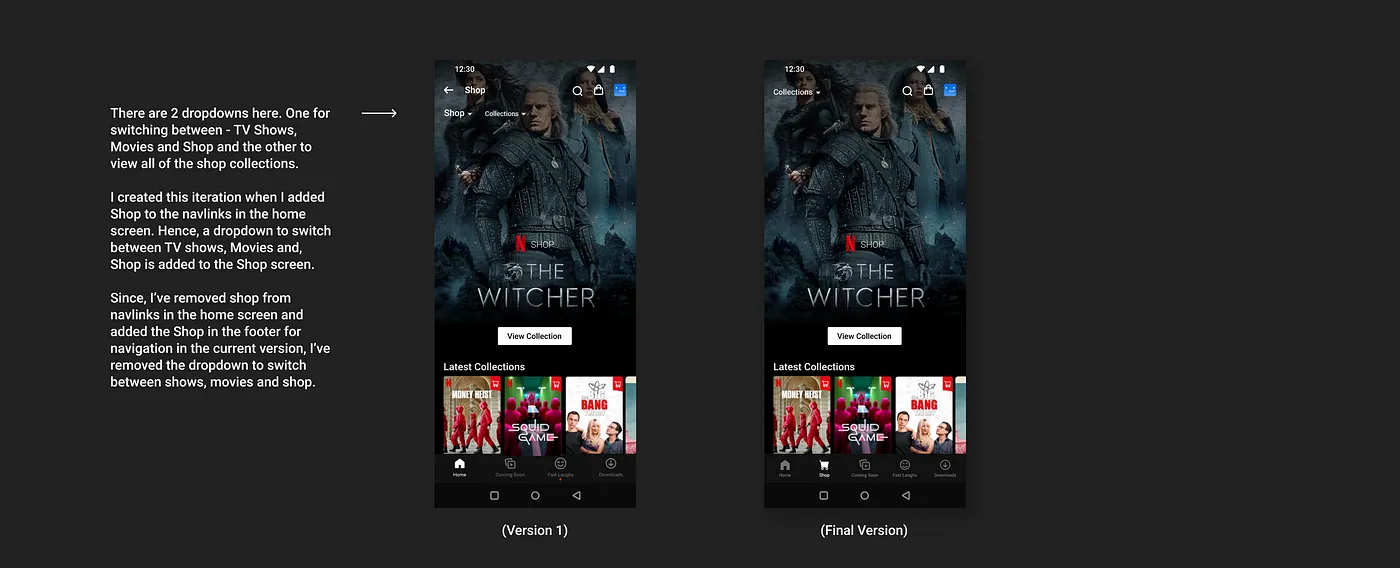 There are 2 dropdowns here. One for
switching between - TV Shows,
Movies and Shop and the other to
view all of the shop collections.
I created this iteration when I added
Shop to the navlinks in the home
screen. Hence, a dropdown to switch
between TV shows, Movies and,
Shop is added to the Shop screen.
Since, I've removed shop from
navlinks in the home screen and
added the Shop in the footer for
navigation in the current version, I've
removed the dropdown to switch
between shows, movies and shop.
12:30
Shop
Shop
Collections
N SHOP
THE
WITCHER
View Collection
Latest Collections
N
MONEY HEIST
SQUID
GAME
BANG
Home
Coming Soon
Fast Laughs
Downloads
(Version 1)
12:30
Collections
N SHOP
THE
WITCHER
View Collection
Latest Collections
N
MONEY HEIST
SQUID
GAME
BANG
Home
Shop
Coming Soon
Fast Laughs
Downloads
(Final Version)